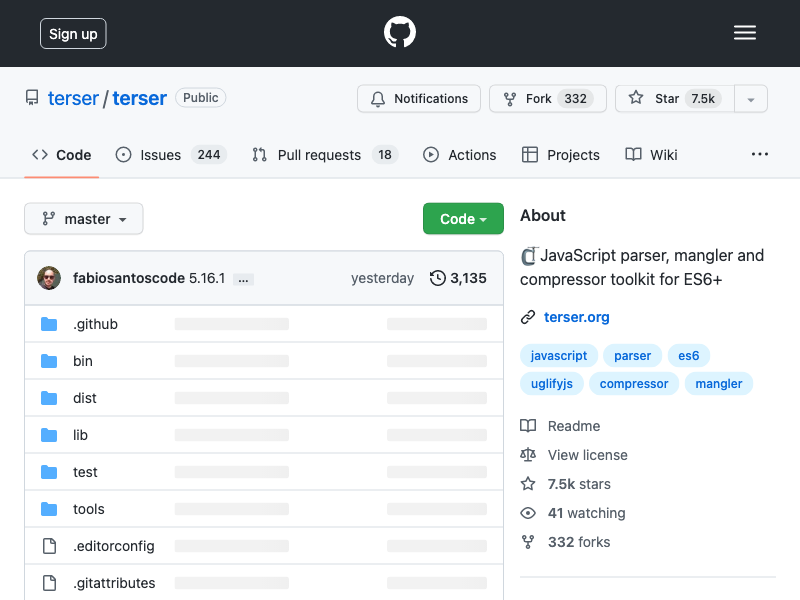 Sign up
terser / terser Public
Notifications Fork 332 Star 7.5k
Code Issues 244 Pull requests 18 Actions Projects Wiki ...
master Code
fabiosantoscode 5.16.1 … yesterday 3,135
.github
bin
dist
lib
test
tools
.editorconfig
.gitattributes
About
JavaScript parser, mangler and
compressor toolkit for ES6+
terser.org
javascript parser es6
uglifyjs compressor mangler
Readme
View license
7.5k stars
41 watching
332 forks